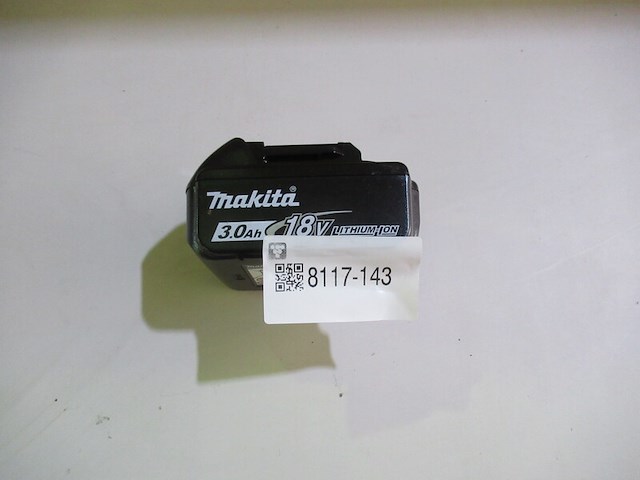 makita®
3.0Ah 18V LITHIUM-ION
8117-143